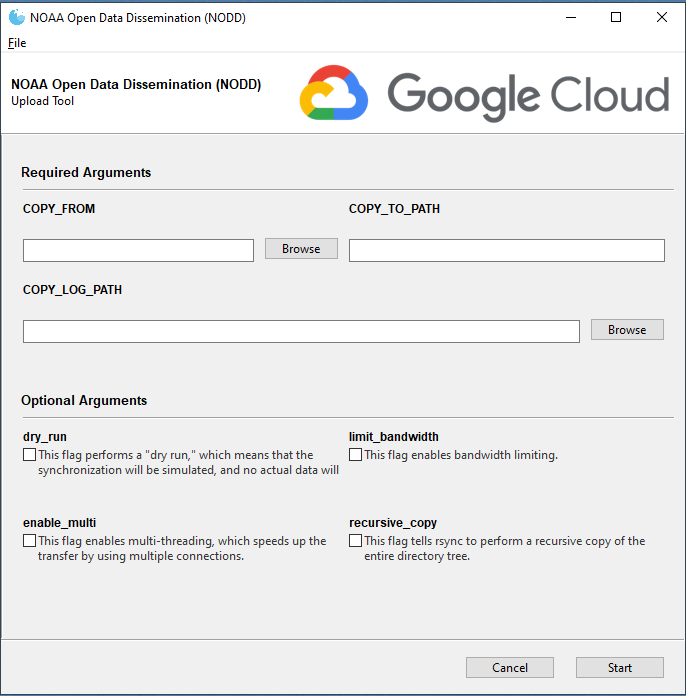 NOAA Open Data Dissemination (NODD)
File
NOAA Open Data Dissemination (NODD)
Upload Tool
Google Cloud
Required Arguments
COPY_FROM
COPY_TO_PATH
Browse
COPY_LOG_PATH
Browse
Optional Arguments
dry_run
This flag performs a "dry run," which means that the
synchronization will be simulated, and no actual data will
limit_bandwidth
This flag enables bandwidth limiting.
enable_multi
This flag enables multi-threading, which speeds up the
transfer by using multiple connections.
recursive_copy
This flag tells rsync to perform a recursive copy of the
entire directory tree.
Cancel
Start